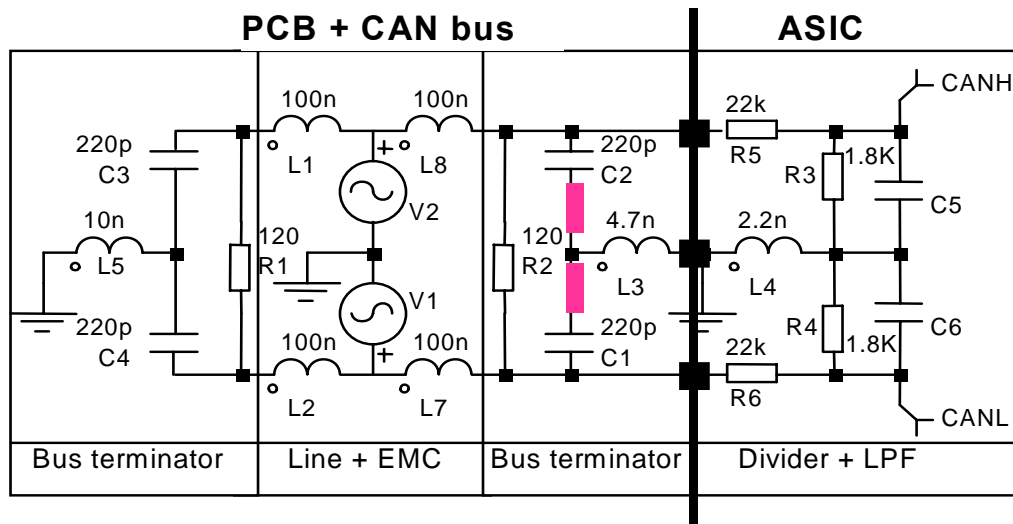 PCB + CAN bus
ASIC
CANH
100n
100n
22k
220p
L1
L8
220p
R5
1.8K
C3
+
C2
R3
V2
C5
10n
4.7n
2.2n
120
120
L5
R1
R2
L3
L4
V1
R4
C6
220p
100n
+
100n
220p
22k
1.8K
C4
C1
L2
L7
R6
CANL
Bus terminator
Line + EMC
Bus terminator
Divider + LPF